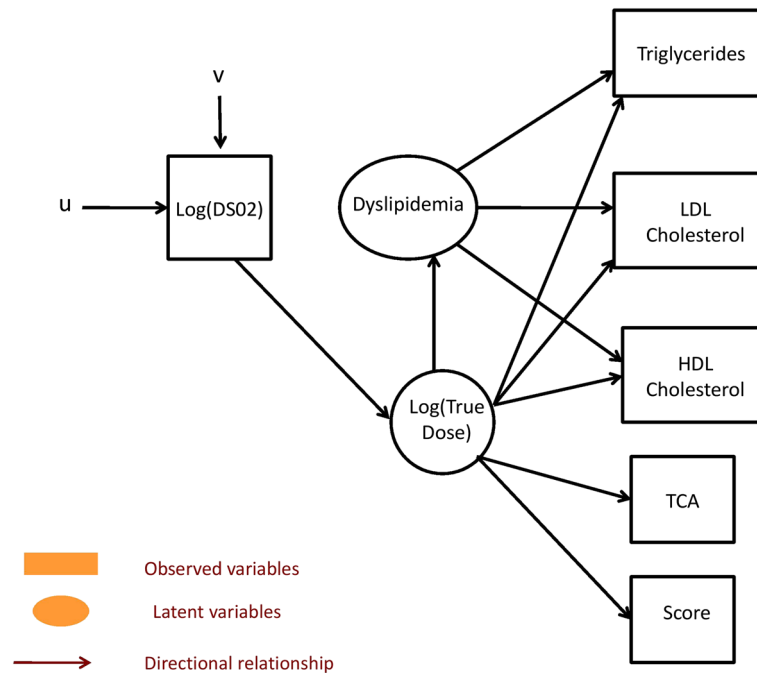 Triglycerides
v
u
Log(DS02)
Dyslipidemia
LDL
Cholesterol
HDL
Cholesterol
Log(True
Dose)
TCA
Score
Observed variables
Latent variables
Directional relationship